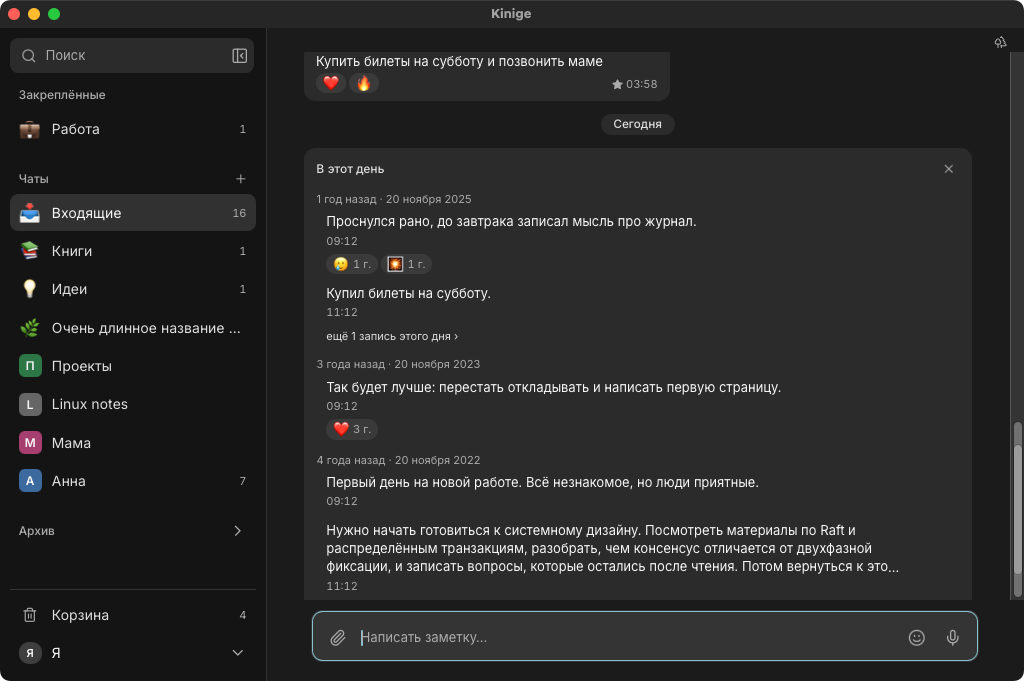 Kinige
Поиск
Закреплённые
Работа 1
Чаты
Входящие 16
Книги 1
Идеи 1
Очень длинное название ...
П Проекты
L Linux notes
М Мама
А Анна 7
Архив
Корзина 4
Я Я
Купить билеты на субботу и позвонить маме
03:58
Сегодня
В этот день
1 год назад · 20 ноября 2025
Проснулся рано, до завтрака записал мысль про журнал.
09:12
1 г. 1 г.
Купил билеты на субботу.
11:12
ещё 1 запись этого дня ›
3 года назад · 20 ноября 2023
Так будет лучше: перестать откладывать и написать первую страницу.
09:12
3 г.
4 года назад · 20 ноября 2022
Первый день на новой работе. Всё незнакомое, но люди приятные.
09:12
Нужно начать готовиться к системному дизайну. Посмотреть материалы по Raft и
распределённым транзакциям, разобрать, чем консенсус отличается от двухфазной
фиксации, и записать вопросы, которые остались после чтения. Потом вернуться к это...
11:12
Написать заметку...